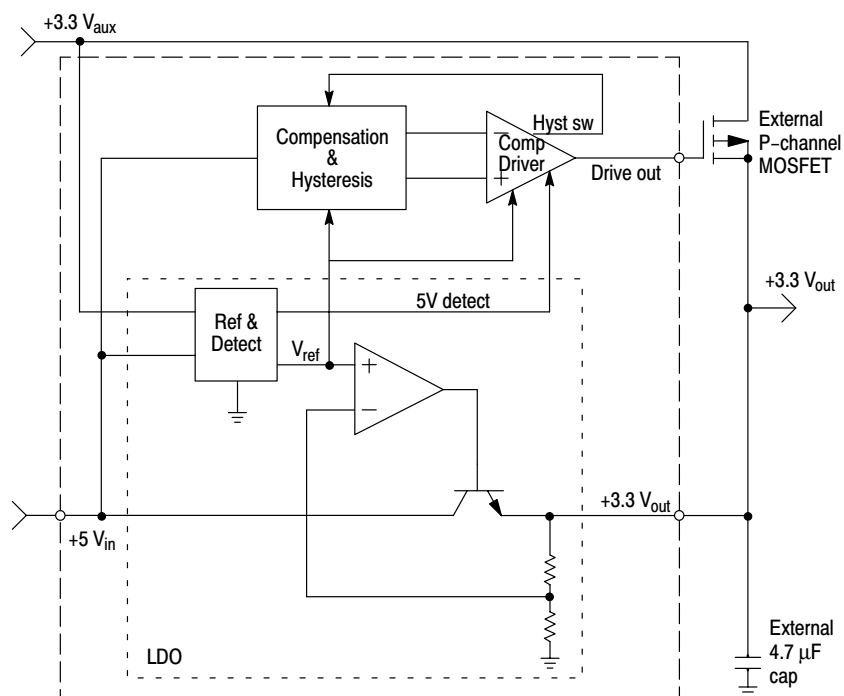 +3.3 Vaux
Compensation
&
Hysteresis
−
+
Comp
Driver
Hyst sw
Drive out
External
P−channel
MOSFET
+3.3 Vout
5V detect
Ref &
Detect
Vref
+
−
+5 Vin
+3.3 Vout
LDO
External
4.7 μF
cap